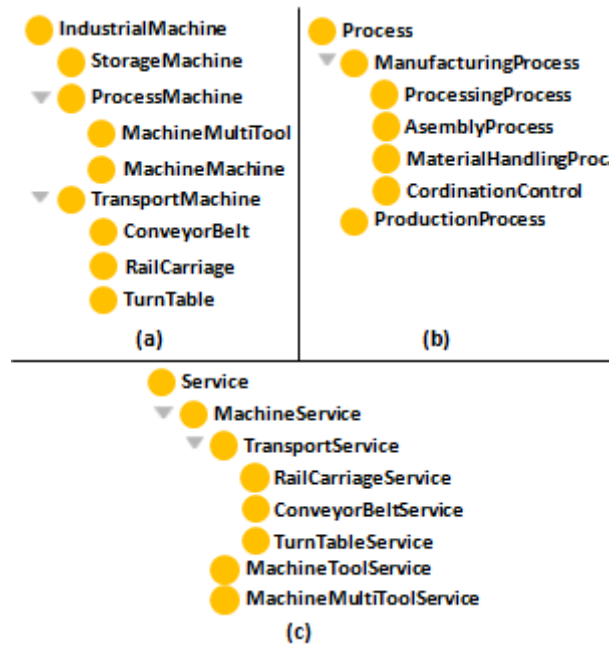 IndustrialMachine
StorageMachine
ProcessMachine
MachineMultiTool
MachineMachine
TransportMachine
ConveyorBelt
RailCarriage
TurnTable
(a)
Process
ManufacturingProcess
ProcessingProcess
AsemblyProcess
MaterialHandlingProc
CordinationControl
ProductionProcess
(b)
Service
MachineService
TransportService
RailCarriageService
ConveyorBeltService
TurnTableService
MachineToolService
MachineMultiToolService
(c)